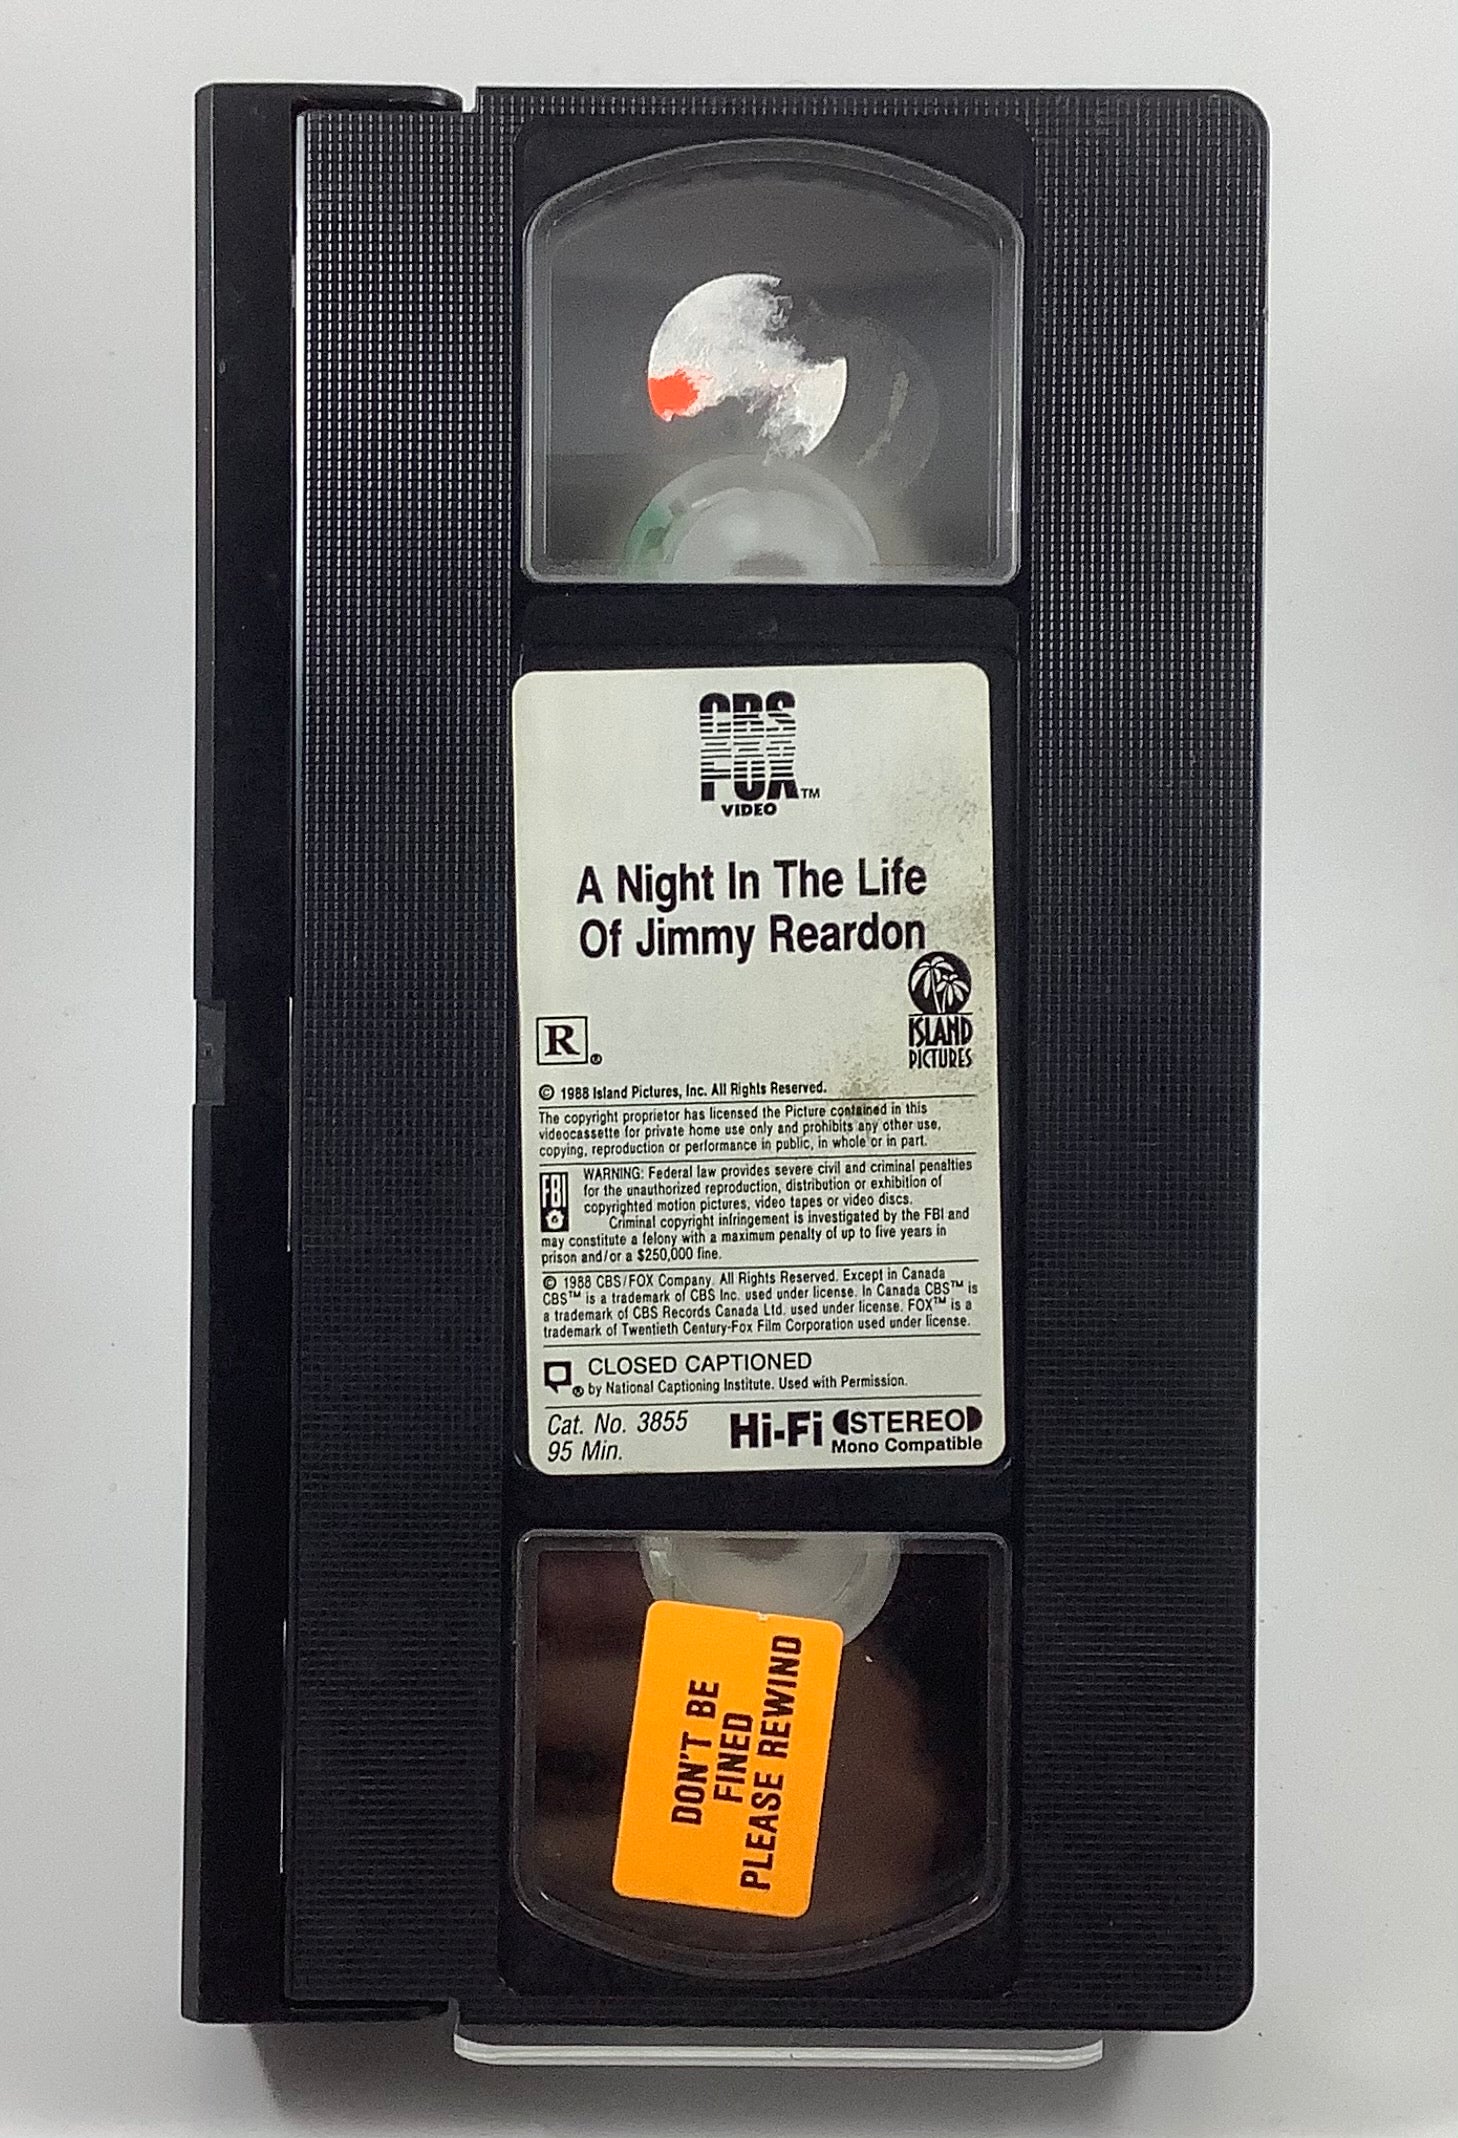 CBS
FOX™
VIDEO
A Night In The Life
Of Jimmy Reardon
R®
ISLAND
PICTURES
© 1988 Island Pictures, Inc. All Rights Reserved.
The copyright proprietor has licensed the Picture contained in this
videocassette for private home use only and prohibits any other use,
copying, reproduction or performance in public, in whole or in part.
FBI
WARNING: Federal law provides severe civil and criminal penalties
for the unauthorized reproduction, distribution or exhibition of
copyrighted motion pictures, video tapes or video discs.
Criminal copyright infringement is investigated by the FBI and
may constitute a felony with a maximum penalty of up to five years in
prison and/or a $250,000 fine.
© 1988 CBS/FOX Company. All Rights Reserved. Except in Canada
CBS™ is a trademark of CBS Inc. used under license. In Canada CBS™ is
a trademark of CBS Records Canada Ltd. used under license. FOX™ is a
trademark of Twentieth Century-Fox Film Corporation used under license.
CLOSED CAPTIONED
® by National Captioning Institute. Used with Permission.
Cat. No. 3855
95 Min.
Hi-Fi STEREO
Mono Compatible
DON'T BE
FINED
PLEASE REWIND